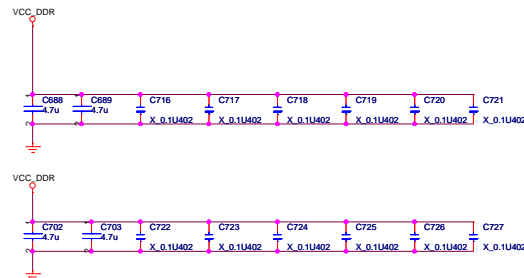 VCC_DDR
C688 C689 C716 C717 C718 C719 C720 C721
4.7u 4.7u X_0.1U402 X_0.1U402 X_0.1U402 X_0.1U402 X_0.1U402 X_0.1U402
VCC_DDR
C702 C703 C722 C723 C724 C725 C726 C727
4.7u 4.7u X_0.1U402 X_0.1U402 X_0.1U402 X_0.1U402 X_0.1U402 X_0.1U402